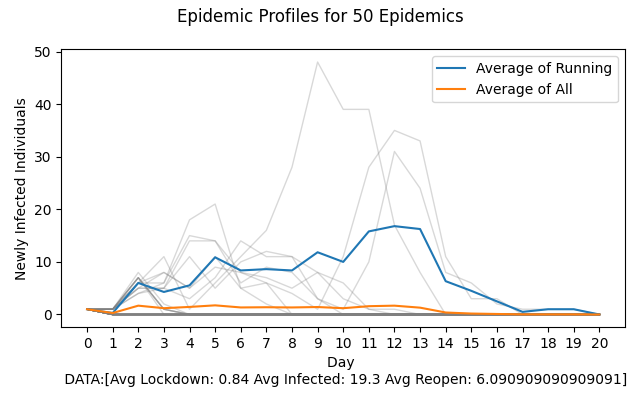 Epidemic Profiles for 50 Epidemics
50
40
30
20
10
0
Newly Infected Individuals
Average of Running
Average of All
0 1 2 3 4 5 6 7 8 9 10 11 12 13 14 15 16 17 18 19 20
Day
DATA:[Avg Lockdown: 0.84 Avg Infected: 19.3 Avg Reopen: 6.090909090909091]